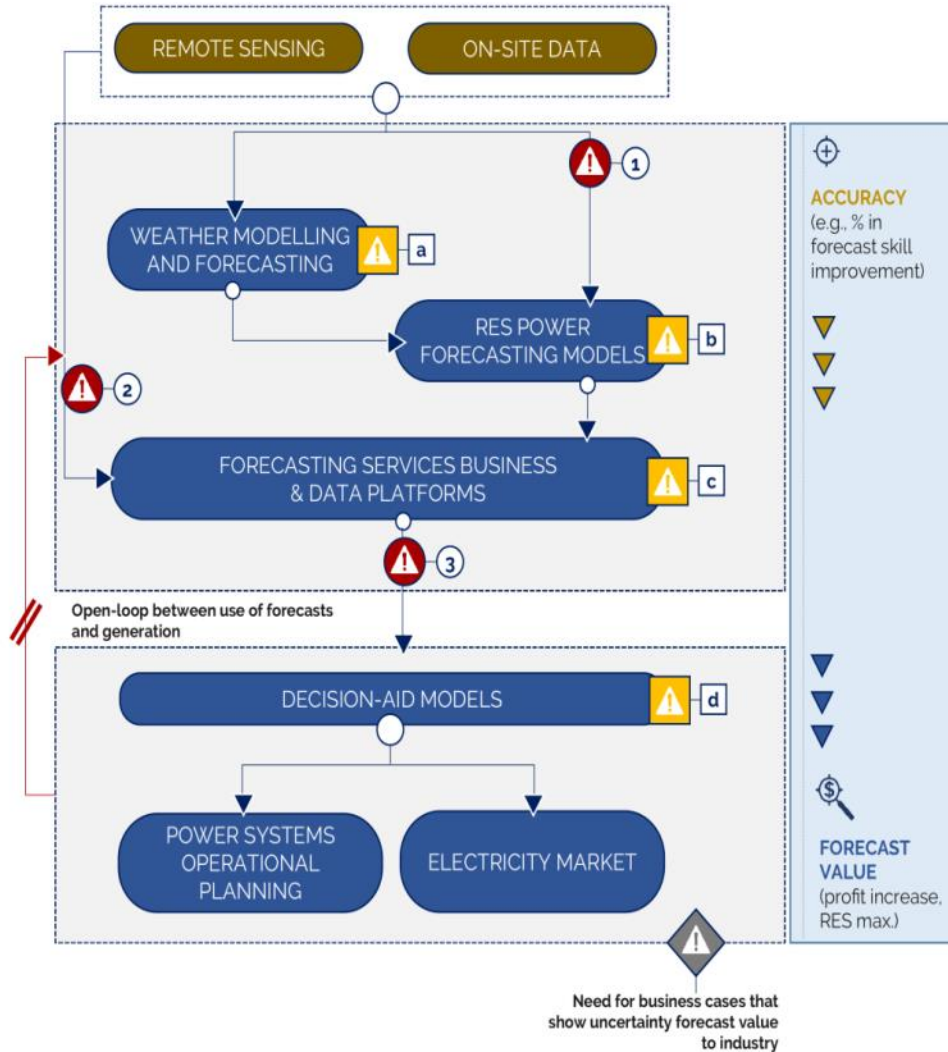 REMOTE SENSING
ON-SITE DATA
1
WEATHER MODELLING
AND FORECASTING
a
RES POWER
FORECASTING MODELS
b
2
FORECASTING SERVICES BUSINESS
& DATA PLATFORMS
c
3
Open-loop between use of forecasts
and generation
DECISION-AID MODELS
d
POWER SYSTEMS
OPERATIONAL
PLANNING
ELECTRICITY MARKET
Need for business cases that
show uncertainty forecast value
to industry
ACCURACY
(e.g., % in
forecast skill
improvement)
$
FORECAST
VALUE
(profit increase,
RES max.)